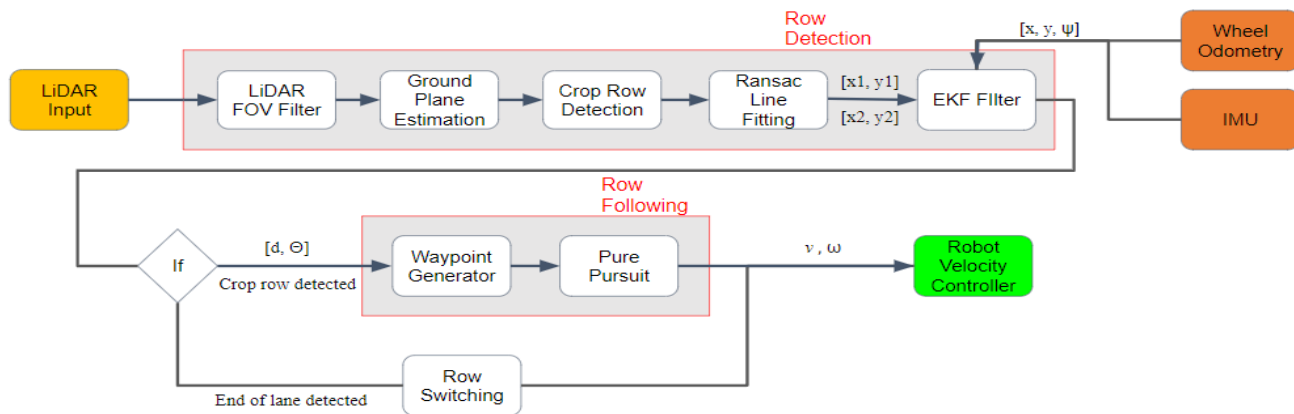 Row
Detection
[x, y, ψ]
Wheel
Odometry
LiDAR
Input
LiDAR
FOV Filter
Ground
Plane
Estimation
Crop Row
Detection
Ransac
Line
Fitting
[x1, y1]
[x2, y2]
EKF FIlter
IMU
Row
Following
If
[d, Θ]
Crop row detected
Waypoint
Generator
Pure
Pursuit
v , ω
Robot
Velocity
Controller
Row
Switching
End of lane detected